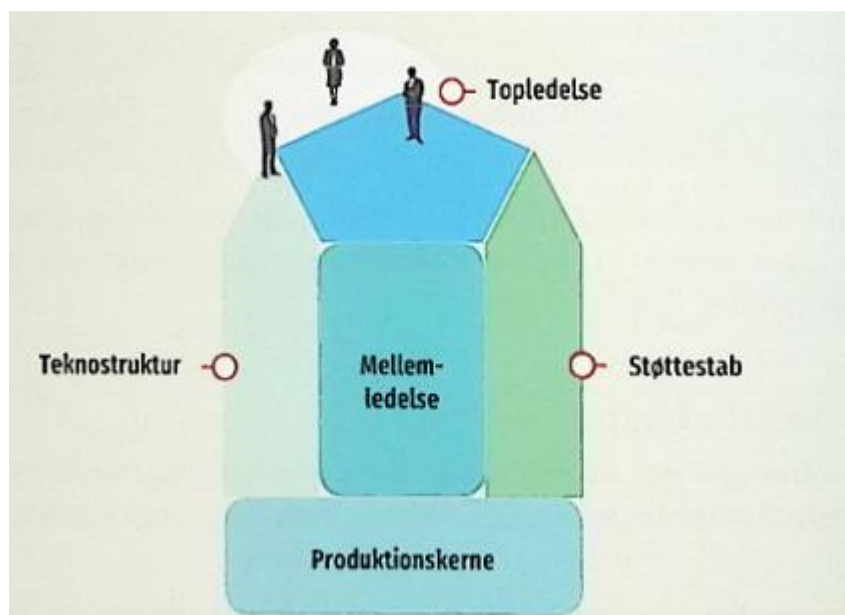 Topledelse
Teknostruktur
Mellem-
ledelse
Støttestab
Produktionskerne